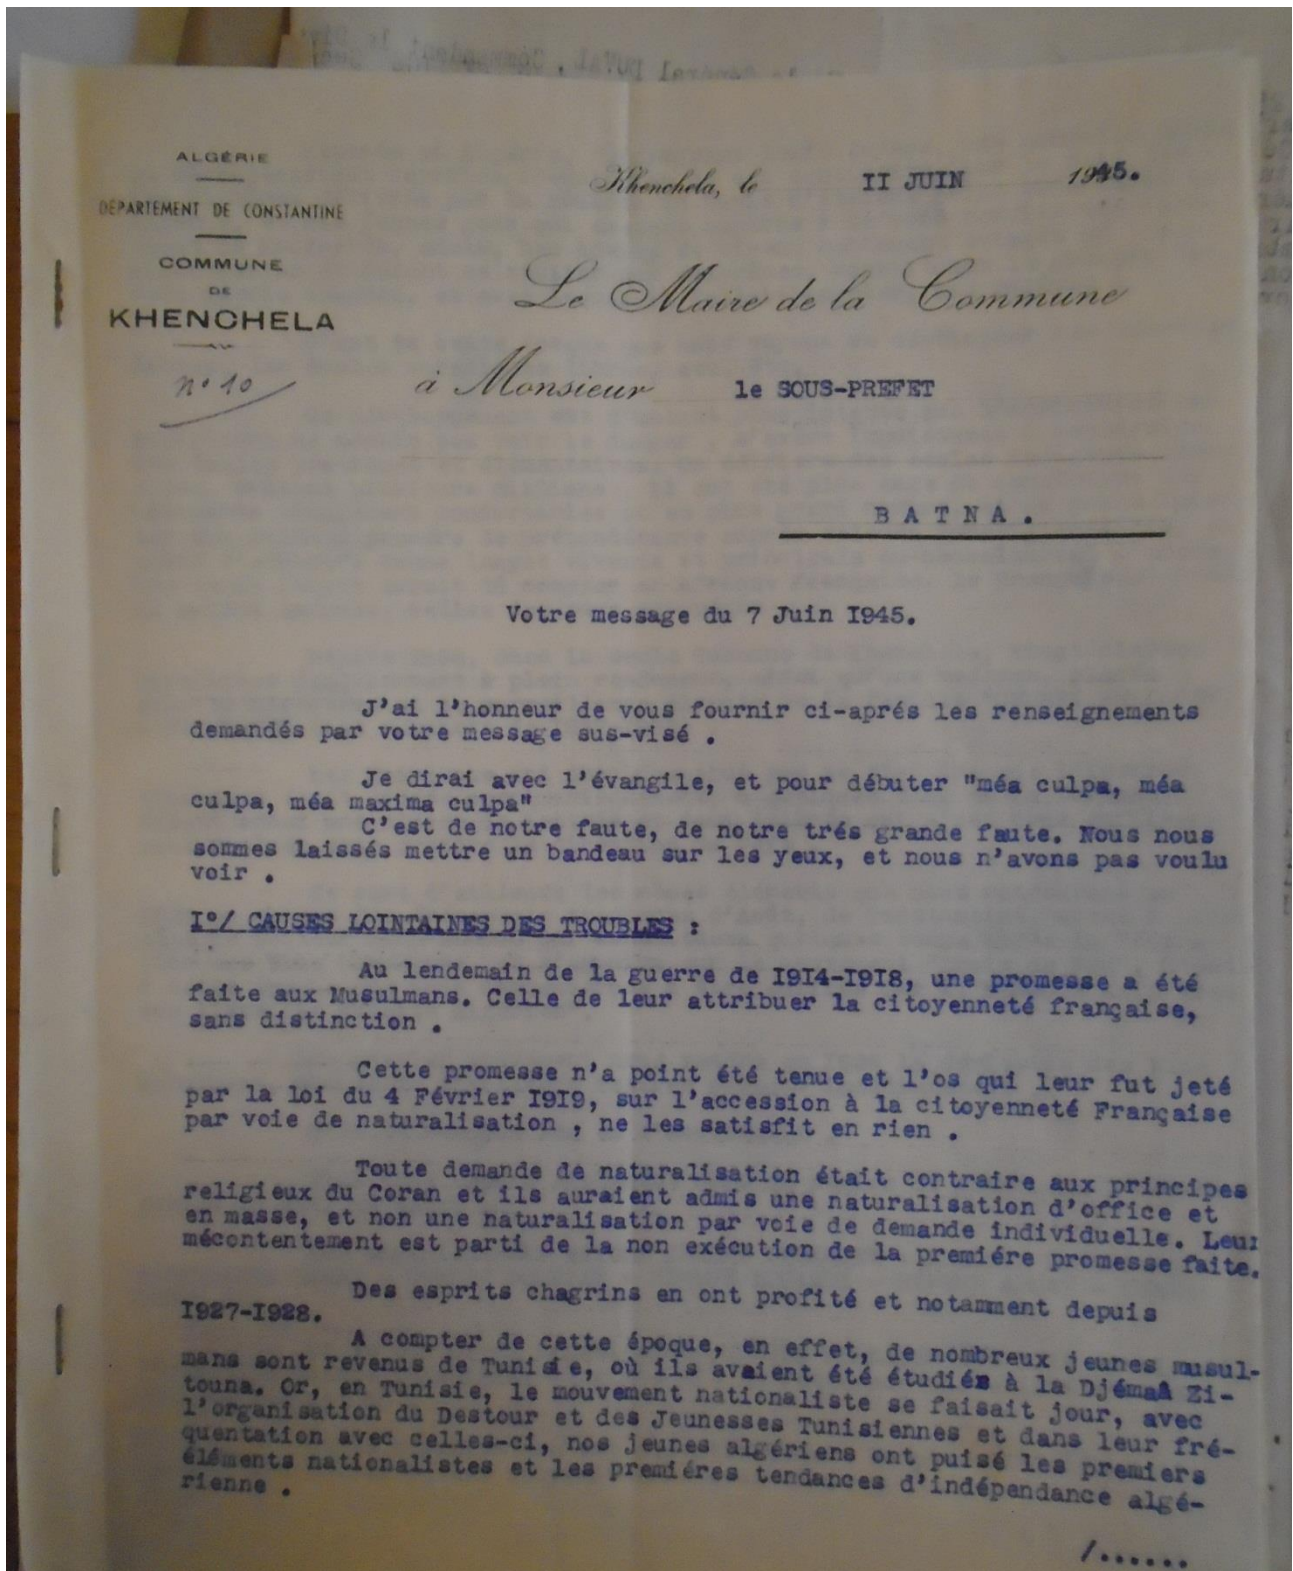 Général DUVAL, Commandant la Div
ALGÉRIE
DÉPARTEMENT DE CONSTANTINE
COMMUNE
DE
KHENCHELA
n° 10
Khenchela, le II JUIN 1945.
Le Maire de la Commune
à Monsieur le SOUS-PREFET
BATNA.
Votre message du 7 Juin I945.
J'ai l'honneur de vous fournir ci-aprés les renseignements
demandés par votre message sus-visé .
Je dirai avec l'évangile, et pour débuter "méa culpa, méa
culpa, méa maxima culpa"
C'est de notre faute, de notre trés grande faute. Nous nous
sommes laissés mettre un bandeau sur les yeux, et nous n'avons pas voulu
voir .
I°/ CAUSES LOINTAINES DES TROUBLES :
Au lendemain de la guerre de I9I4-I9I8, une promesse a été
faite aux Musulmans. Celle de leur attribuer la citoyenneté française,
sans distinction .
Cette promesse n'a point été tenue et l'os qui leur fut jeté
par la loi du 4 Février I9I9, sur l'accession à la citoyenneté Française
par voie de naturalisation , ne les satisfit en rien .
Toute demande de naturalisation était contraire aux principes
religieux du Coran et ils auraient admis une naturalisation d'office et
en masse, et non une naturalisation par voie de demande individuelle. Leur
mécontentement est parti de la non exécution de la premiére promesse faite.
Des esprits chagrins en ont profité et notamment depuis
I927-I928.
A compter de cette époque, en effet, de nombreux jeunes musul-
mans sont revenus de Tunisie, où ils avaient été étudiés à la Djémaâ Zi-
touna. Or, en Tunisie, le mouvement nationaliste se faisait jour, avec
l'organisation du Destour et des Jeunesses Tunisiennes et dans leur fré-
quentation avec celles-ci, nos jeunes algériens ont puisé les premiers
éléments nationalistes et les premiéres tendances d'indépendance algé-
rienne .
/......